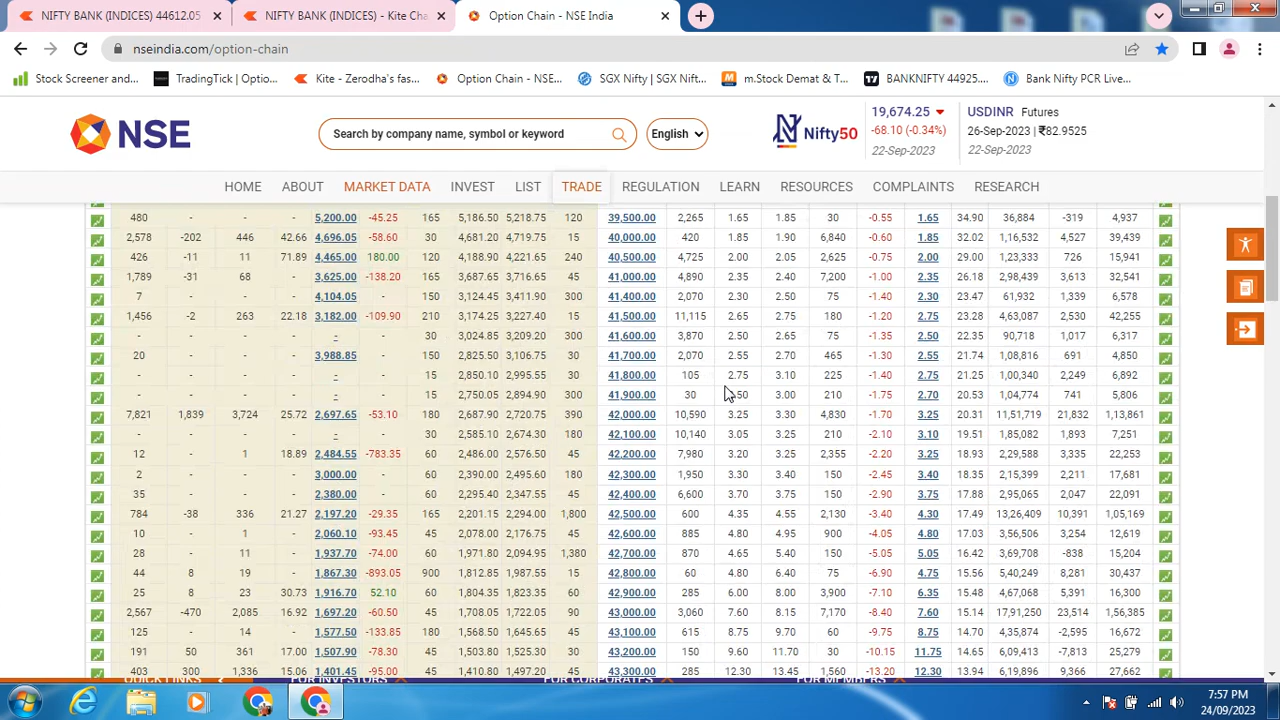 NIFTY BANK (INDICES) 44612.05
NIFTY BANK (INDICES) - Kite Cha
Option Chain - NSE India
nseindia.com/option-chain
Stock Screener and...
TradingTick | Optio...
Kite - Zerodha's fas...
Option Chain - NSE...
SGX Nifty | SGX Nift...
m.Stock Demat & T...
BANKNIFTY 44925....
Bank Nifty PCR Live...
NSE
Search by company name, symbol or keyword
English
Nifty50
19,674.25
-68.10 (-0.34%)
22-Sep-2023
USDINR Futures
26-Sep-2023 | ₹82.9525
22-Sep-2023
HOME ABOUT MARKET DATA INVEST LIST TRADE REGULATION LEARN RESOURCES COMPLAINTS RESEARCH
480 - - - 5,200.00 -45.25 165 5,186.50 5,218.75 120 39,500.00 2,265 1.65 1.85 30 -0.55 1.65 34.90 36,884 -319 4,937
2,578 -202 446 42.66 4,696.05 -58.60 30 4,681.20 4,719.75 15 40,000.00 420 1.85 1.90 6,840 -0.60 1.85 32.02 1,16,532 4,527 39,439
426 -11 11 71.89 4,465.00 180.00 120 4,188.90 4,221.65 240 40,500.00 4,725 2.00 2.05 2,625 -0.75 2.00 29.00 1,23,333 726 15,941
1,789 -31 68 - 3,625.00 -138.20 165 3,687.65 3,716.65 45 41,000.00 4,890 2.35 2.40 7,200 -1.00 2.35 26.18 2,98,439 3,613 32,541
7 - - - 4,104.05 - 150 3,124.45 3,411.90 300 41,400.00 2,070 2.30 2.50 75 -1.40 2.30 23.47 61,932 1,339 6,578
1,456 -2 263 22.18 3,182.00 -109.90 210 3,174.25 3,227.40 15 41,500.00 11,115 2.65 2.75 180 -1.20 2.75 23.28 4,63,087 2,530 42,255
- - - - - - 30 3,024.85 3,209.20 300 41,600.00 3,870 2.50 2.65 75 -1.35 2.50 22.35 90,718 1,017 6,317
20 - - - 3,988.85 - 150 2,825.50 3,106.75 30 41,700.00 2,070 2.55 2.70 465 -1.30 2.55 21.74 1,08,816 691 4,850
- - - - - - 15 2,850.10 2,995.55 30 41,800.00 105 2.75 3.10 225 -1.40 2.75 21.25 1,00,340 2,249 6,892
- - - - - - 15 2,750.05 2,894.90 390 41,900.00 30 3.00 210 -1.75 2.70 20.53 1,04,774 741 5,806
7,821 1,839 3,724 25.72 2,697.65 -53.10 180 2,687.90 2,720.75 390 42,000.00 10,590 3.25 3.30 4,830 -1.70 3.25 20.31 11,51,719 21,832 1,13,861
- - - - - - 30 2,585.10 2,674.30 180 42,100.00 10,140 3.05 3.25 210 -2.10 3.10 19.51 1,85,082 1,893 7,251
12 - 1 18.89 2,484.55 -783.35 60 2,486.00 2,576.50 45 42,200.00 7,980 3.20 3.25 2,355 -2.20 3.25 18.93 2,29,588 3,335 22,253
2 - - - 3,000.00 - 60 2,390.00 2,495.60 180 42,300.00 1,950 3.30 3.40 150 -2.45 3.40 18.35 2,15,399 2,211 17,681
35 - - - 2,380.00 - 60 2,295.40 2,347.55 45 42,400.00 6,600 3.70 3.75 150 -2.90 3.75 17.88 2,95,065 2,047 22,091
784 -38 336 21.27 2,197.20 -29.35 165 2,201.15 2,294.00 1,800 42,500.00 600 4.35 4.55 2,130 -3.40 4.30 17.49 13,26,409 10,391 1,05,169
10 - 1 - 2,060.10 -93.45 45 2,078.00 2,176.75 45 42,600.00 885 4.80 4.95 900 -4.05 4.80 17.03 3,56,506 3,254 12,619
28 - 11 - 1,937.70 -74.00 60 1,971.80 2,094.95 1,380 42,700.00 870 4.65 5.40 150 -5.05 5.05 16.42 3,69,708 -838 15,204
44 8 19 - 1,867.30 -893.05 900 1,912.85 1,987.55 15 42,800.00 60 4.80 6.40 75 -6.90 4.75 15.56 5,40,249 8,281 30,437
25 8 23 30.73 1,916.70 52.10 60 1,804.35 1,823.35 60 42,900.00 285 6.00 8.00 3,900 -7.10 6.35 15.48 4,67,068 5,391 16,300
2,567 -470 2,085 16.92 1,697.20 -60.50 45 1,708.05 1,722.00 90 43,000.00 3,060 7.60 8.15 7,170 -8.40 7.60 15.14 17,91,250 23,514 1,56,385
125 - 14 - 1,577.50 -133.85 180 1,568.50 1,645.65 45 43,100.00 615 8.75 9.70 60 -9.75 8.75 14.70 4,35,874 -2,595 16,672
191 50 361 17.00 1,507.90 -78.30 45 1,503.80 1,525.30 45 43,200.00 150 9.60 11.70 30 -10.15 11.75 14.65 6,09,413 -7,813 25,279
403 300 1,336 15.06 1,401.45 -95.00 45 1,410.80 1,497.20 45 43,300.00 285 12.30 13.45 1,560 -13.20 12.30 13.94 6,19,896 9,366 27,662
7:57 PM
24/09/2023